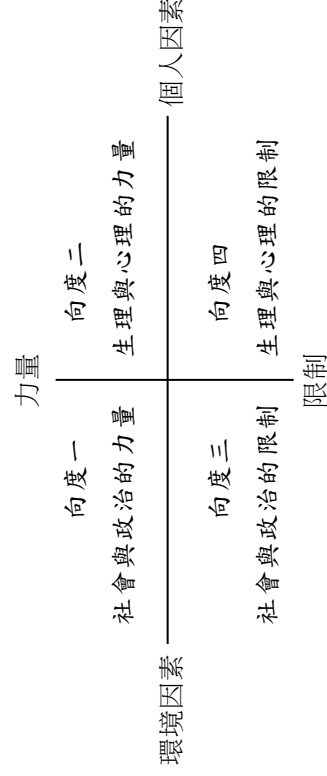 力量
向度一
社會與政治的力量
向度二
生理與心理的力量
環境因素
個人因素
向度三
社會與政治的限制
向度四
生理與心理的限制
限制